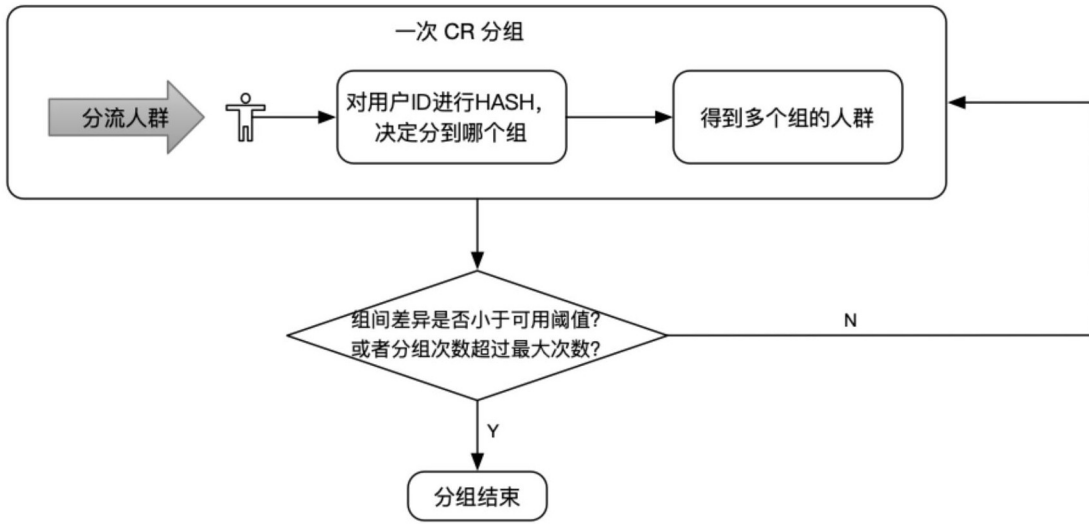 一次 CR 分组
分流人群
对用户ID进行HASH，
决定分到哪个组
得到多个组的人群
组间差异是否小于可用阈值?
或者分组次数超过最大次数?
N
Y
分组结束